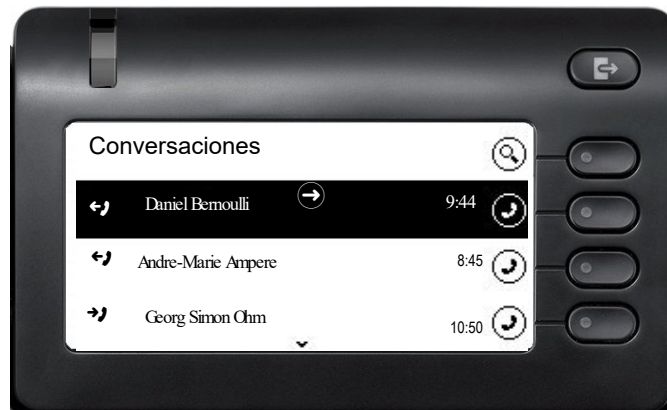 Conversaciones
Daniel Bernoulli 9:44
Andre-Marie Ampere 8:45
Georg Simon Ohm 10:50